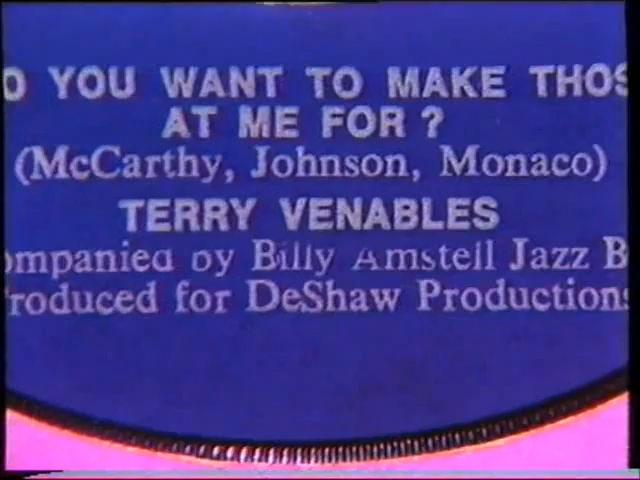 O YOU WANT TO MAKE THOS
AT ME FOR ?
(McCarthy, Johnson, Monaco)
TERRY VENABLES
ompanied by Billy Amstell Jazz B
roduced for DeShaw Productions